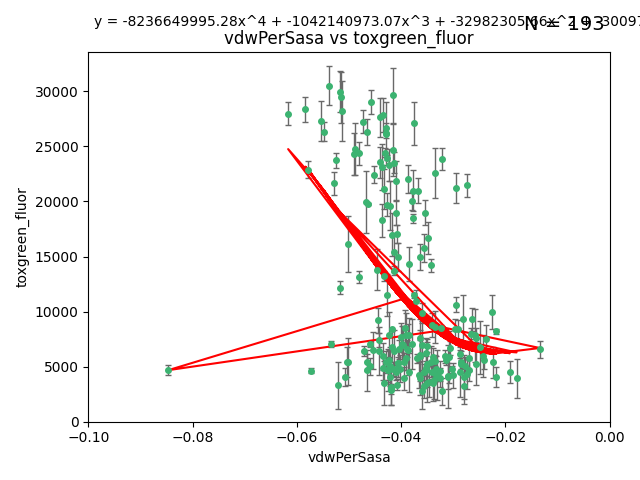 y = -8236649995.28x^4 + -1042140973.07x^3 +
N = 193
vdwPerSasa vs toxgreen_fluor
30000
25000
20000
15000
10000
5000
0
toxgreen_fluor
−0.10 −0.08 −0.06 −0.04 −0.02 0.00
vdwPerSasa